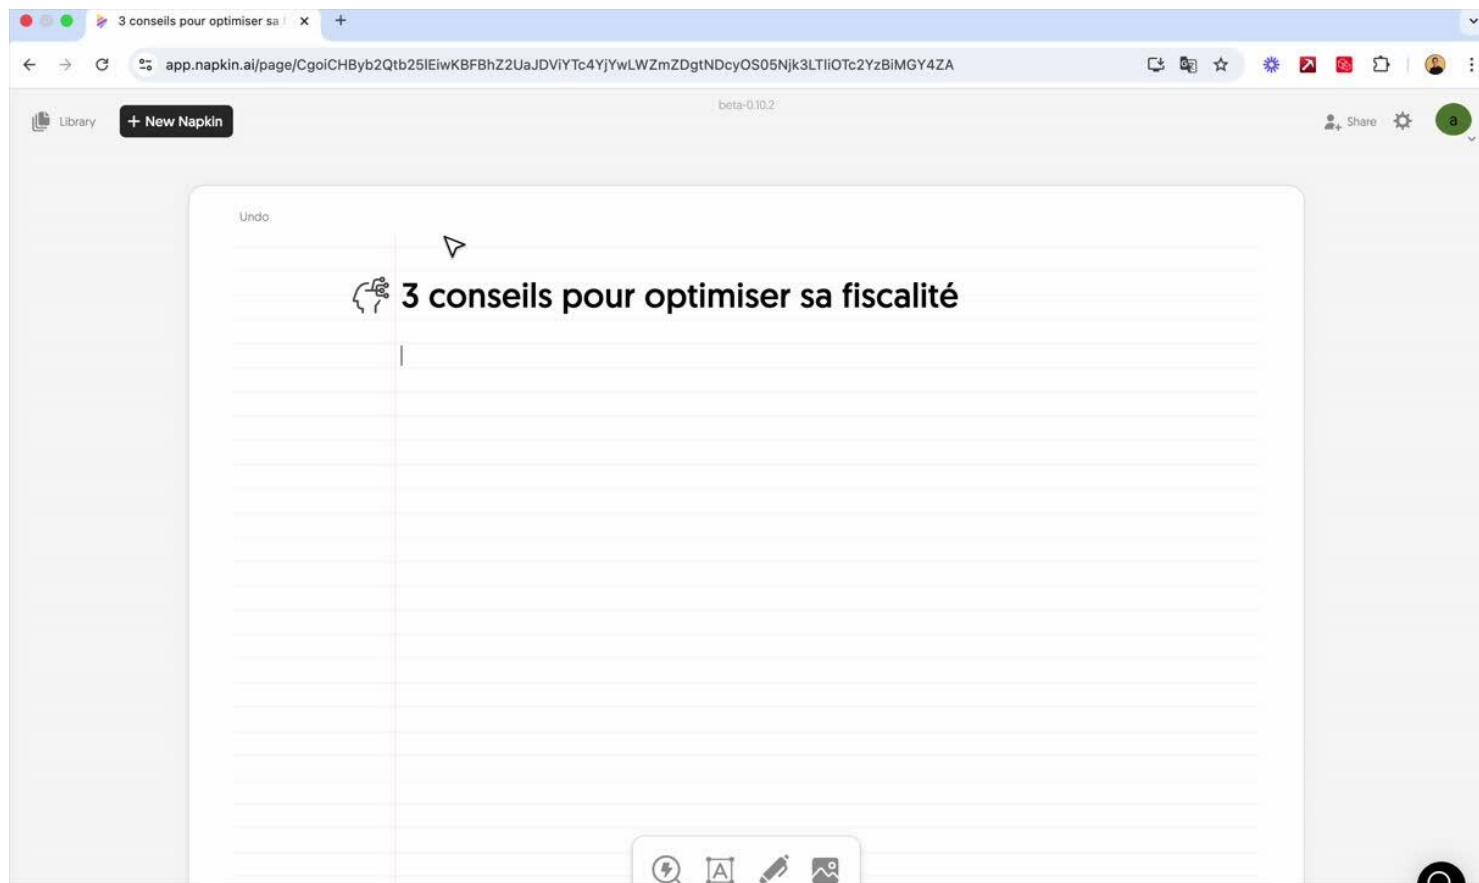 3 conseils pour optimiser sa
app.napkin.ai/page/CgoiCHByb2Qtb25lEiwKBFBhZ2UaJDViYTc4YjYwLWZmZDgtNDcyOS05Njk3LTliOTc2YzBiMGY4ZA
beta-0.10.2
Library
+ New Napkin
Share
a
Undo
3 conseils pour optimiser sa fiscalité
A